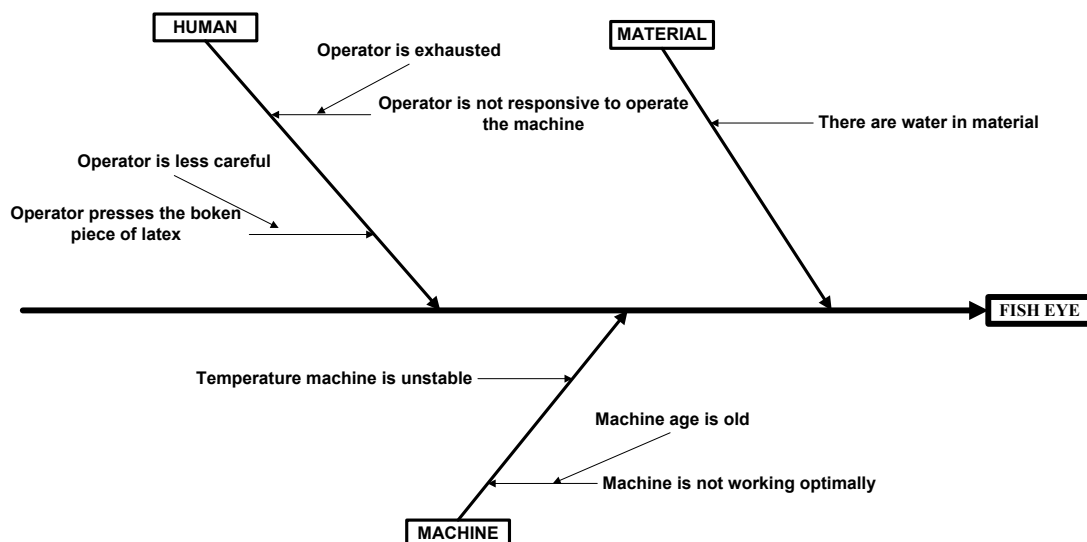 HUMAN
MATERIAL
Operator is exhausted
Operator is not responsive to operate
the machine
There are water in material
Operator is less careful
Operator presses the boken
piece of latex
FISH EYE
Temperature machine is unstable
Machine age is old
Machine is not working optimally
MACHINE